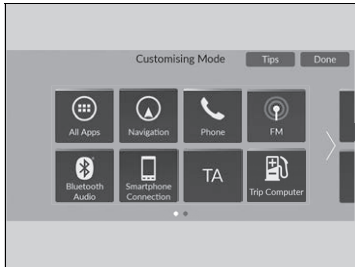 Customising Mode Tips Done
All Apps Navigation Phone FM
Bluetooth Audio Smartphone Connection TA Trip Computer